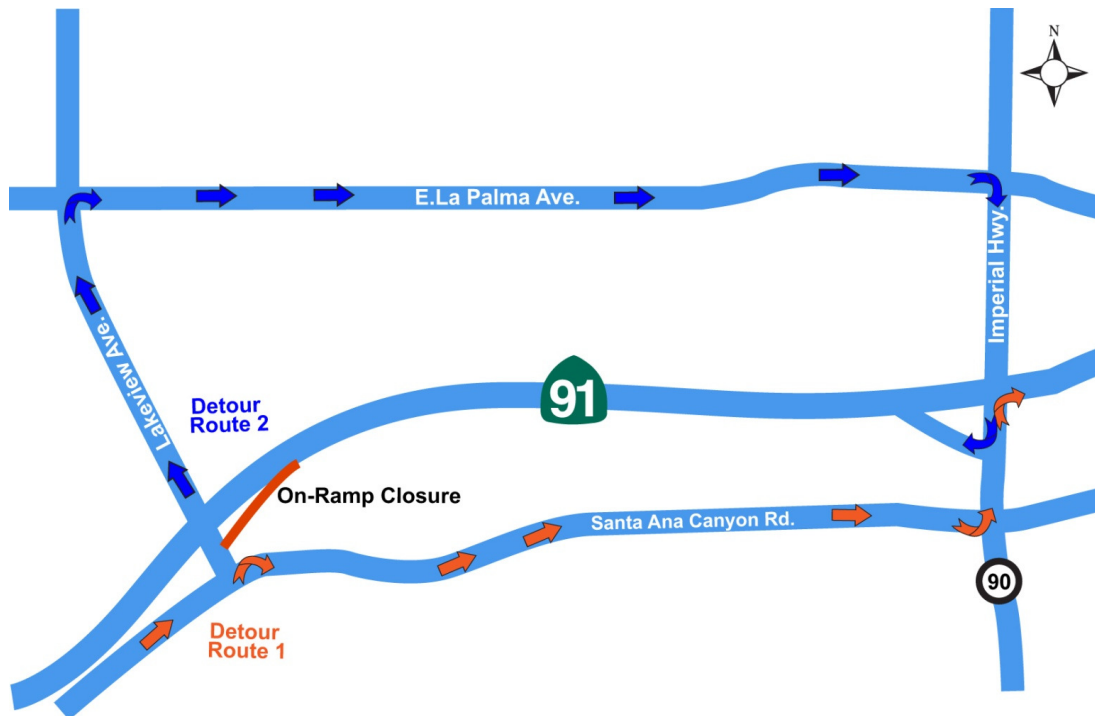 N
E.La Palma Ave.
Imperial Hwy.
Lakeview Ave.
Detour
Route 2
91
On-Ramp Closure
Santa Ana Canyon Rd.
90
Detour
Route 1